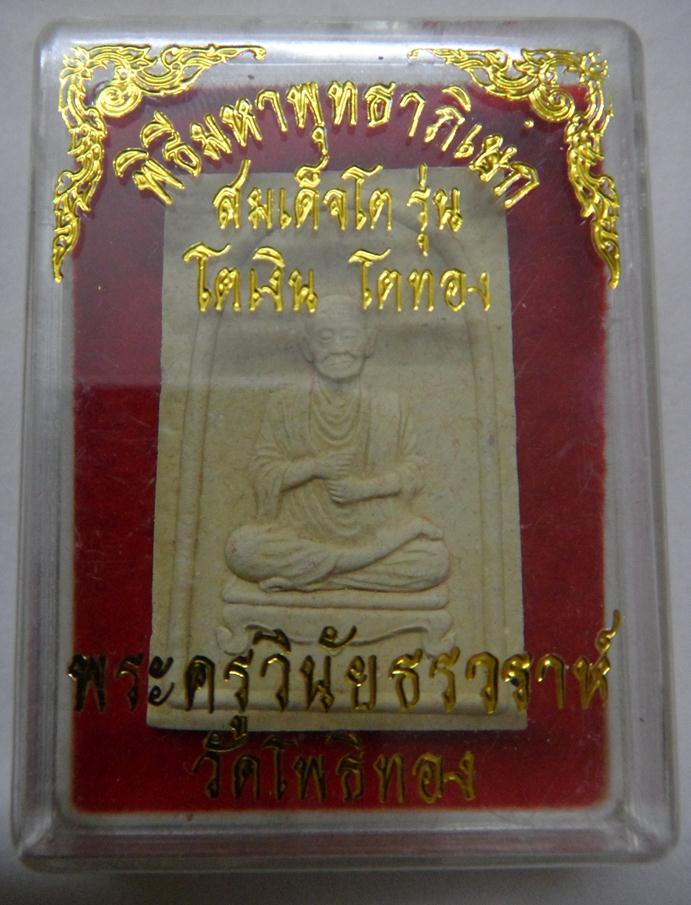 พิธีมหาพุทธาภิเษก
สมเด็จโต รุ่น
โตเงิน โตทอง
พระครูวินัยธรวราห์
วัดโพธิทอง